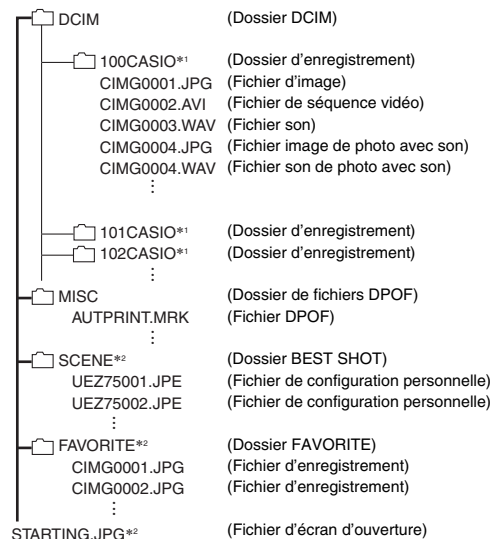 DCIM (Dossier DCIM)
100CASIO*1 (Dossier d'enregistrement)
CIMG0001.JPG (Fichier d'image)
CIMG0002.AVI (Fichier de séquence vidéo)
CIMG0003.WAV (Fichier son)
CIMG0004.JPG (Fichier image de photo avec son)
CIMG0004.WAV (Fichier son de photo avec son)
101CASIO*1 (Dossier d'enregistrement)
102CASIO*1 (Dossier d'enregistrement)
MISC (Dossier de fichiers DPOF)
AUTPRINT.MRK (Fichier DPOF)
SCENE*2 (Dossier BEST SHOT)
UEZ75001.JPE (Fichier de configuration personnelle)
UEZ75002.JPE (Fichier de configuration personnelle)
FAVORITE*2 (Dossier FAVORITE)
CIMG0001.JPG (Fichier d'enregistrement)
CIMG0002.JPG (Fichier d'enregistrement)
STARTING.JPG*2 (Fichier d'écran d'ouverture)